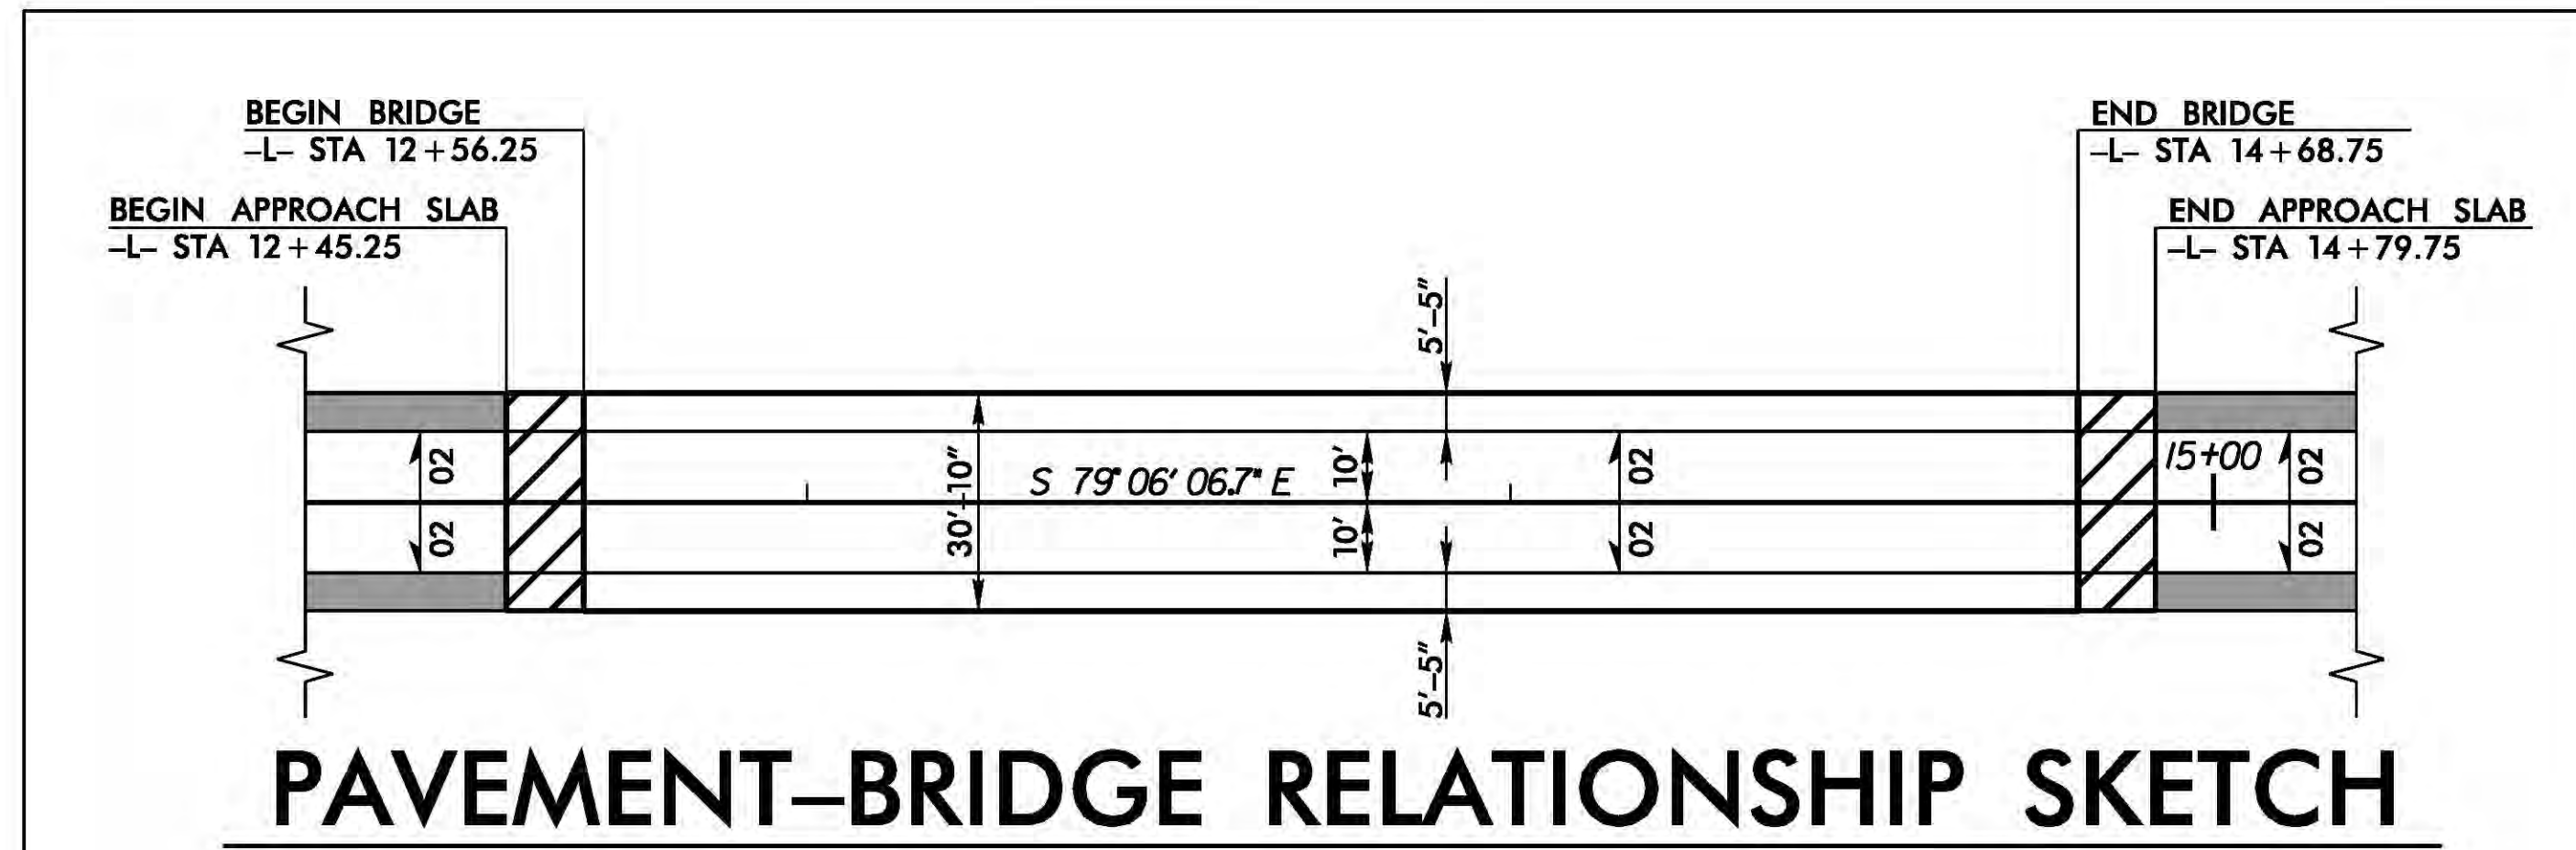 BEGIN BRIDGE
-L- STA 12+56.25
END BRIDGE
-L- STA 14+68.75
BEGIN APPROACH SLAB
-L- STA 12+45.25
END APPROACH SLAB
-L- STA 14+79.75
5'-5"
02
02
30'-10"
S 79° 06' 06.7" E
10'
10'
02
02
15+00
02
02
5'-5"
PAVEMENT-BRIDGE RELATIONSHIP SKETCH